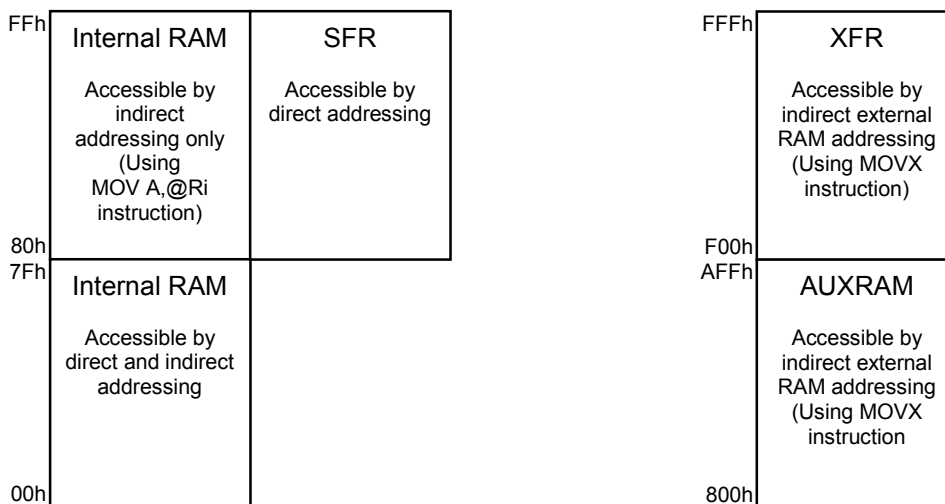 FFh
Internal RAM
Accessible by
indirect
addressing only
(Using
MOV A,@Ri
instruction)
80h
SFR
Accessible by
direct addressing
7Fh
Internal RAM
Accessible by
direct and indirect
addressing
00h
FFFh
XFR
Accessible by
indirect external
RAM addressing
(Using MOVX
instruction)
F00h
AFFh
AUXRAM
Accessible by
indirect external
RAM addressing
(Using MOVX
instruction
800h